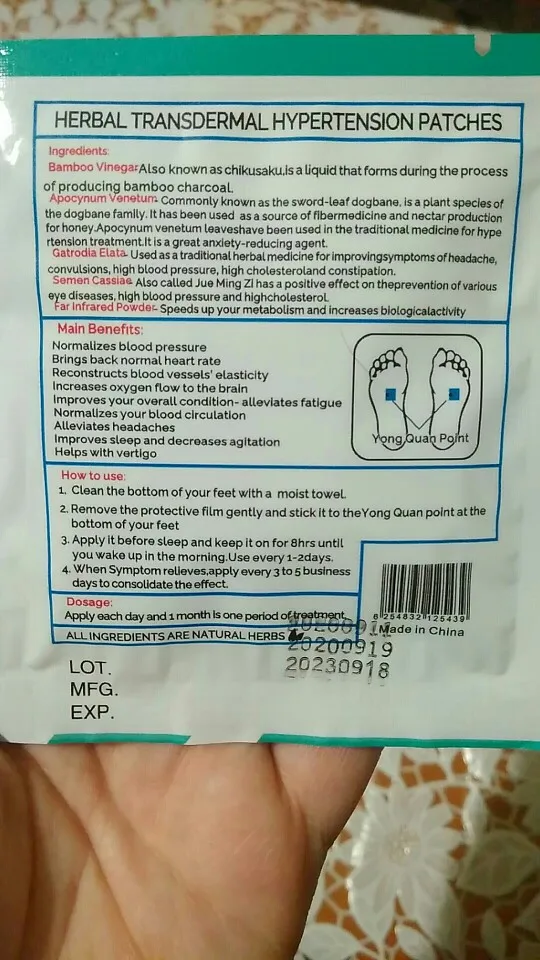 HERBAL TRANSDERMAL HYPERTENSION PATCHES
Ingredients:
Bamboo Vinegar Also known as chikusaku,is a liquid that forms during the process
of producing bamboo charcoal.
Apocynum Venetum Commonly known as the sword-leaf dogbane, is a plant species of
the dogbane family. It has been used as a source of fibermedicine and nectar production
for honey.Apocynum venetum leaveshave been used in the traditional medicine for hype
rtension treatment.It is a great anxiety-reducing agent.
Gatrodia Elata Used as a traditional herbal medicine for improvingsymptoms of headache,
convulsions, high blood pressure, high cholesteroland constipation.
Semen Cassiae Also called Jue Ming ZI has a positive effect on theprevention of various
eye diseases, high blood pressure and highcholesterol.
Far Infrared Powder- Speeds up your metabolism and increases biologicalactivity
Main Benefits:
Normalizes blood pressure
Brings back normal heart rate
Reconstructs blood vessels' elasticity
Increases oxygen flow to the brain
Improves your overall condition- alleviates fatigue
Normalizes your blood circulation
Alleviates headaches
Improves sleep and decreases agitation
Helps with vertigo
Yong Quan Point
How to use:
1. Clean the bottom of your feet with a moist towel.
2. Remove the protective film gently and stick it to theYong Quan point at the
bottom of your feet
3. Apply it before sleep and keep it on for 8hrs until
you wake up in the morning.Use every 1-2days.
4. When Symptom relieves,apply every 3 to 5 business
days to consolidate the effect.
Dosage:
Apply each day and 1 month is one period of treatment.
ALL INGREDIENTS ARE NATURAL HERBS
6 254832 125439
Made in China
20200919
20230918
LOT.
MFG.
EXP.